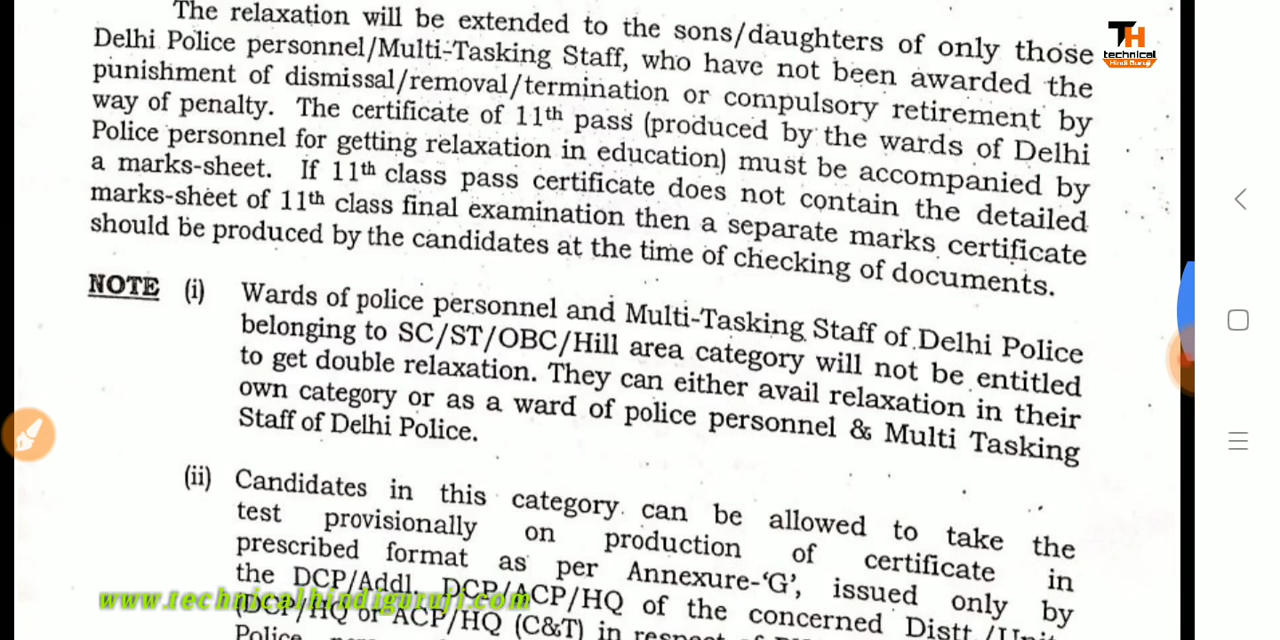 The relaxation will be extended to the sons/daughters of only those
Delhi Police personnel/Multi-Tasking Staff, who have not been awarded the
punishment of dismissal/removal/termination or compulsory retirement by
way of penalty. The certificate of 11th pass (produced by the wards of Delhi
Police personnel for getting relaxation in education) must be accompanied by
a marks-sheet. If 11th class pass certificate does not contain the detailed
marks-sheet of 11th class final examination then a separate marks certificate
should be produced by the candidates at the time of checking of documents.
NOTE (i) Wards of police personnel and Multi-Tasking Staff of Delhi Police
belonging to SC/ST/OBC/Hill area category will not be entitled
to get double relaxation. They can either avail relaxation in their
own category or as a ward of police personnel & Multi Tasking
Staff of Delhi Police.
(ii) Candidates in this category can be allowed to take the
test provisionally on production of certificate in
prescribed format as per Annexure-'G', issued only by
the DCP/Addl. DCP/ACP/HQ of the concerned Distt./Unit
(DCP/HQ or ACP/HQ (C&T) in respect of
Police
TH
technical
Hindi Guruji
www.technicalhindiguruji.com